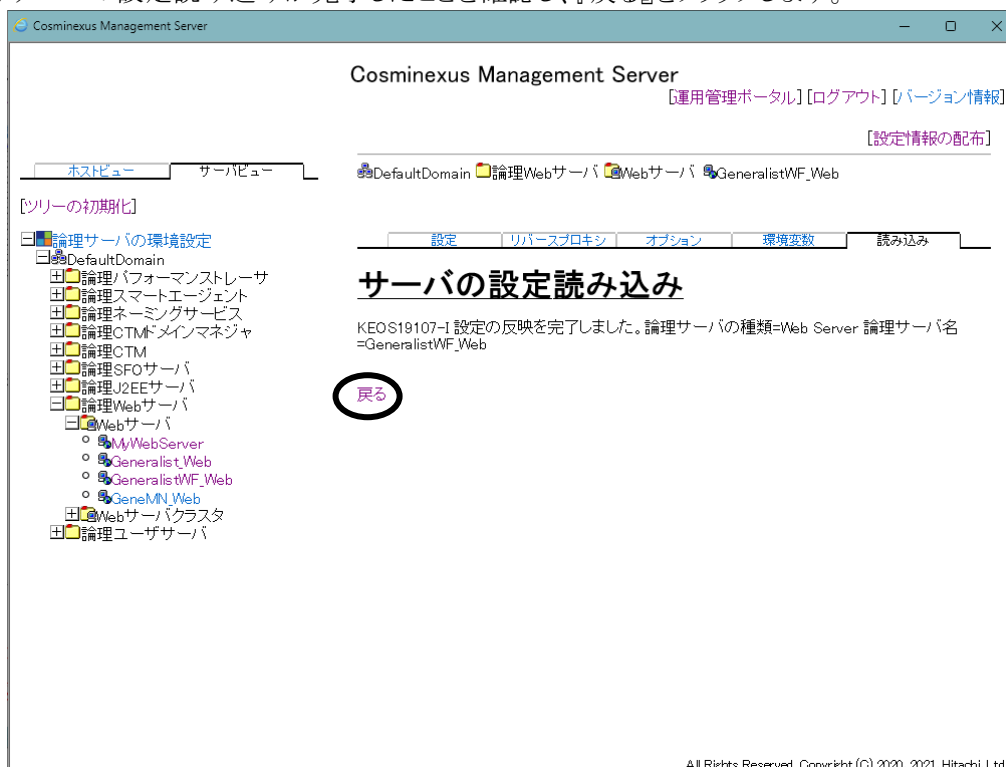 Cosminexus Management Server
Cosminexus Management Server
[運用管理ポータル] [ログアウト] [バージョン情報]
[設定情報の配布]
ホストビュー サーバビュー
DefaultDomain 論理Webサーバ Webサーバ GeneralistWF_Web
[ツリーの初期化]
設定 リバースプロキシ オプション 環境変数 読み込み
論理サーバの環境設定
DefaultDomain
論理パフォーマンストレーサ
論理スマートエージェント
論理ネーミングサービス
論理CTMドメインマネジャ
論理CTM
論理SFOサーバ
論理J2EEサーバ
論理Webサーバ
Webサーバ
MyWebServer
Generalist_Web
GeneralistWF_Web
GeneMN_Web
Webサーバクラスタ
論理ユーザサーバ
サーバの設定読み込み
KEOS19107-I 設定の反映を完了しました。論理サーバの種類=Web Server 論理サーバ名
=GeneralistWF_Web
戻る
All Rights Reserved. Copyright (C) 2020, 2021, Hitachi, Ltd